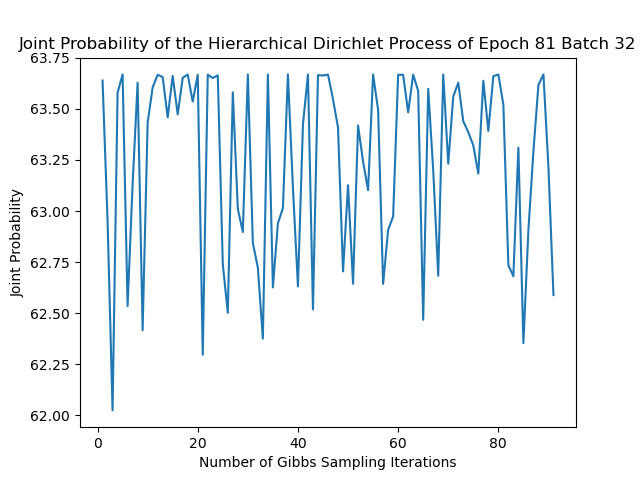 Joint Probability of the Hierarchical Dirichlet Process of Epoch 81 Batch 32
63.75
63.50
63.25
63.00
62.75
62.50
62.25
62.00
Joint Probability
0 20 40 60 80
Number of Gibbs Sampling Iterations